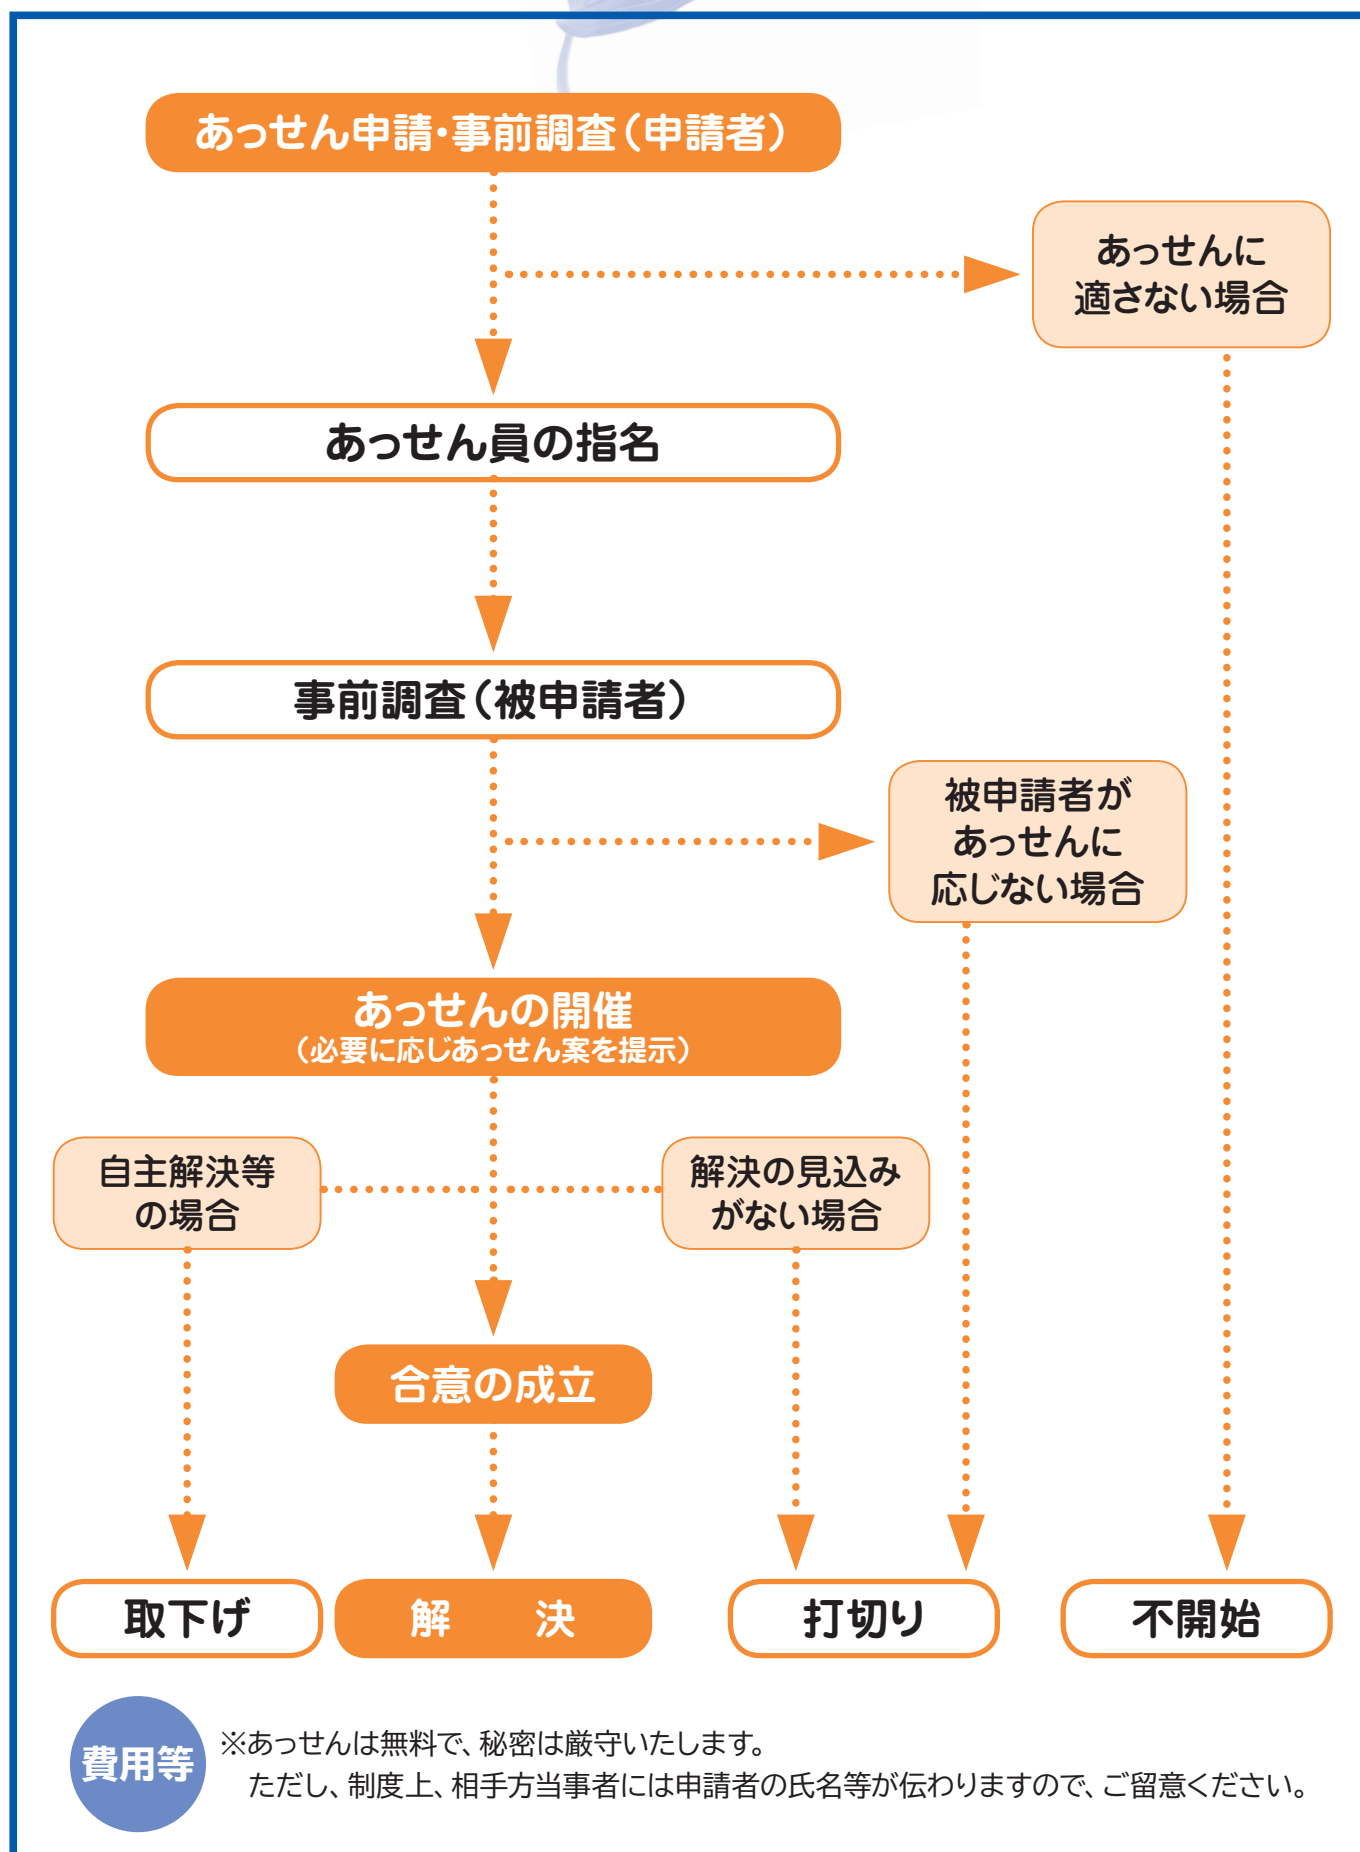 あっせん申請・事前調査（申請者）
あっせんに
適さない場合
あっせん員の指名
事前調査（被申請者）
被申請者が
あっせんに
応じない場合
あっせんの開催
（必要に応じあっせん案を提示）
自主解決等
の場合
解決の見込み
がない場合
合意の成立
取下げ
解　決
打切り
不開始
費用等
※あっせんは無料で、秘密は厳守いたします。
ただし、制度上、相手方当事者には申請者の氏名等が伝わりますので、ご留意ください。